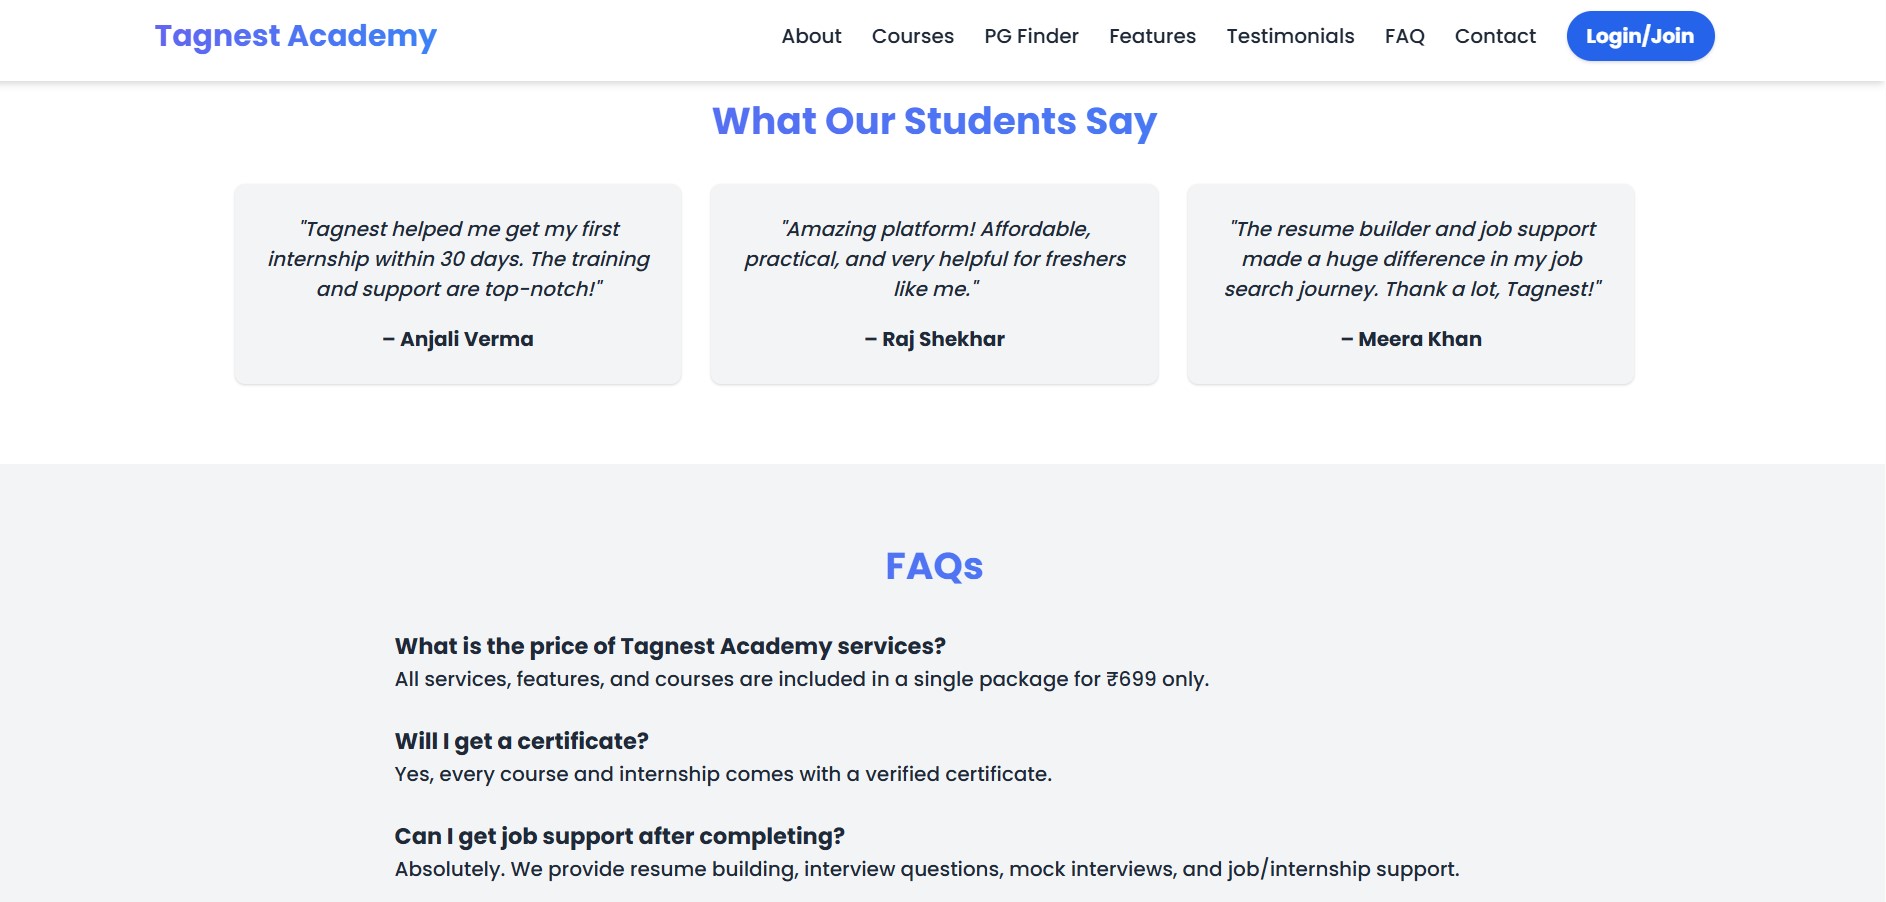 Tagnest Academy
About Courses PG Finder Features Testimonials FAQ Contact Login/Join
What Our Students Say
"Tagnest helped me get my first
internship within 30 days. The training
and support are top-notch!"
– Anjali Verma
"Amazing platform! Affordable,
practical, and very helpful for freshers
like me."
– Raj Shekhar
"The resume builder and job support
made a huge difference in my job
search journey. Thank a lot, Tagnest!"
– Meera Khan
FAQs
What is the price of Tagnest Academy services?
All services, features, and courses are included in a single package for ₹699 only.
Will I get a certificate?
Yes, every course and internship comes with a verified certificate.
Can I get job support after completing?
Absolutely. We provide resume building, interview questions, mock interviews, and job/internship support.